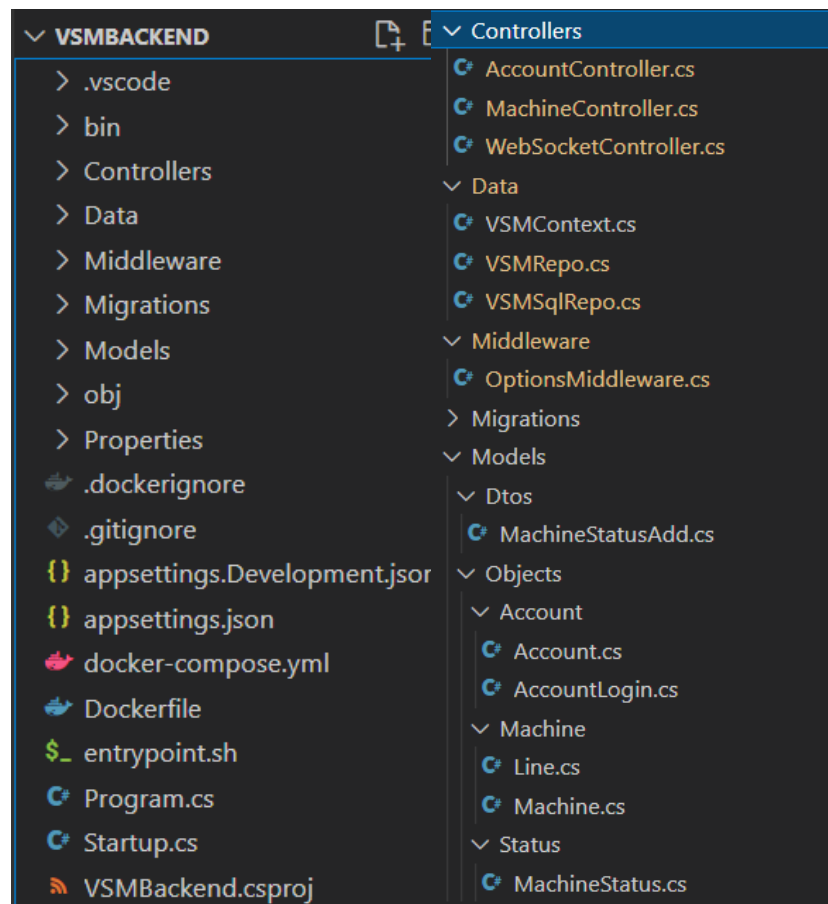 VSMBACKEND
.vscode
bin
Controllers
Data
Middleware
Migrations
Models
obj
Properties
.dockerignore
.gitignore
appsettings.Development.json
appsettings.json
docker-compose.yml
Dockerfile
entrypoint.sh
Program.cs
Startup.cs
VSMBackend.csproj
Controllers
AccountController.cs
MachineController.cs
WebSocketController.cs
Data
VSMContext.cs
VSMRepo.cs
VSMSqlRepo.cs
Middleware
OptionsMiddleware.cs
Migrations
Models
Dtos
MachineStatusAdd.cs
Objects
Account
Account.cs
AccountLogin.cs
Machine
Line.cs
Machine.cs
Status
MachineStatus.cs